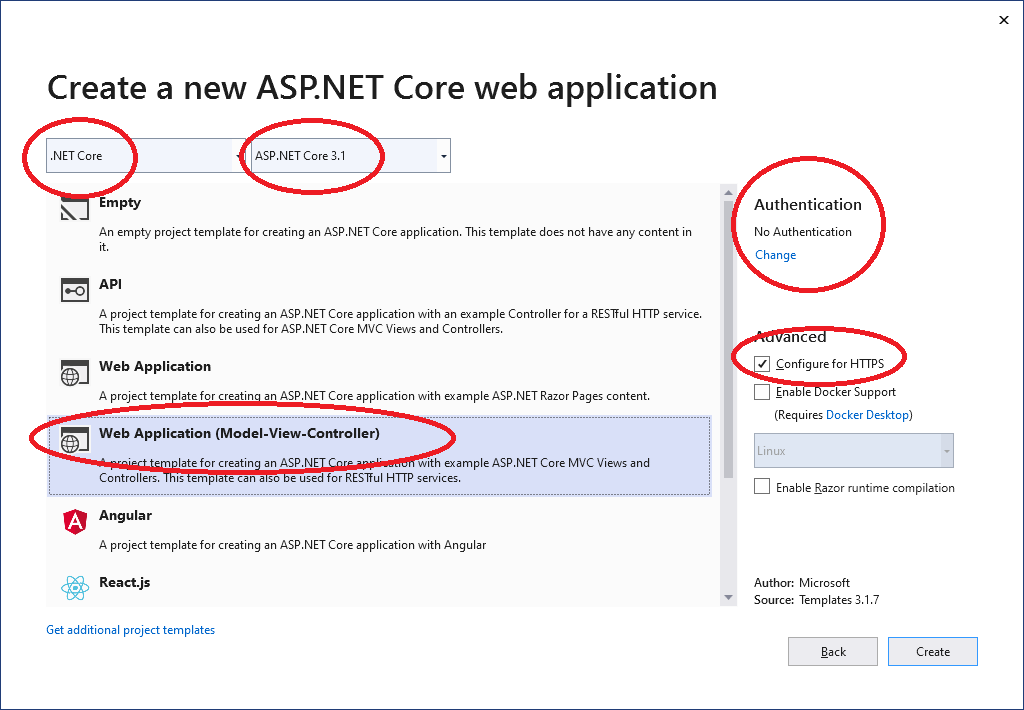 Create a new ASP.NET Core web application
.NET Core
ASP.NET Core 3.1
Empty
An empty project template for creating an ASP.NET Core application. This template does not have any content in
it.
API
A project template for creating an ASP.NET Core application with an example Controller for a RESTful HTTP service.
This template can also be used for ASP.NET Core MVC Views and Controllers.
Web Application
A project template for creating an ASP.NET Core application with example ASP.NET Razor Pages content.
Web Application (Model-View-Controller)
A project template for creating an ASP.NET Core application with example ASP.NET Core MVC Views and
Controllers. This template can also be used for RESTful HTTP services.
Angular
A project template for creating an ASP.NET Core application with Angular
React.js
Get additional project templates
Authentication
No Authentication
Change
Advanced
Configure for HTTPS
Enable Docker Support
(Requires Docker Desktop)
Linux
Enable Razor runtime compilation
Author: Microsoft
Source: Templates 3.1.7
Back
Create